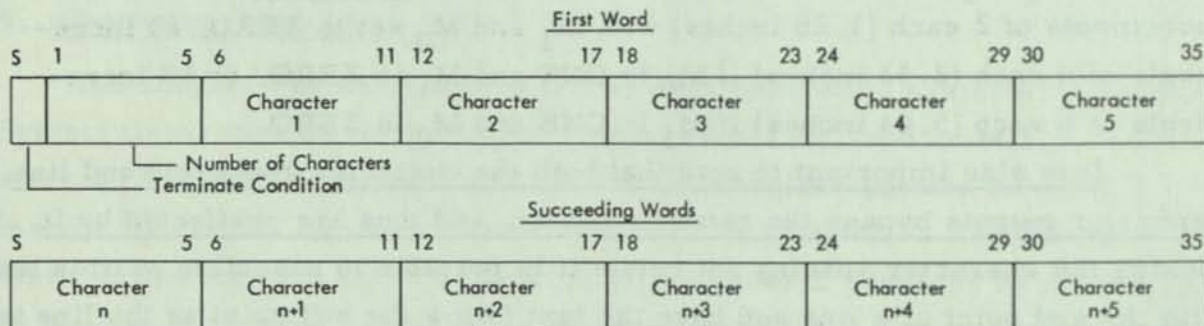 First Word
S 1 5 6 11 12 17 18 23 24 29 30 35
Character 1 Character 2 Character 3 Character 4 Character 5
Number of Characters
Terminate Condition
Succeeding Words
S 5 6 11 12 17 18 23 24 29 30 35
Character n Character n+1 Character n+2 Character n+3 Character n+4 Character n+5